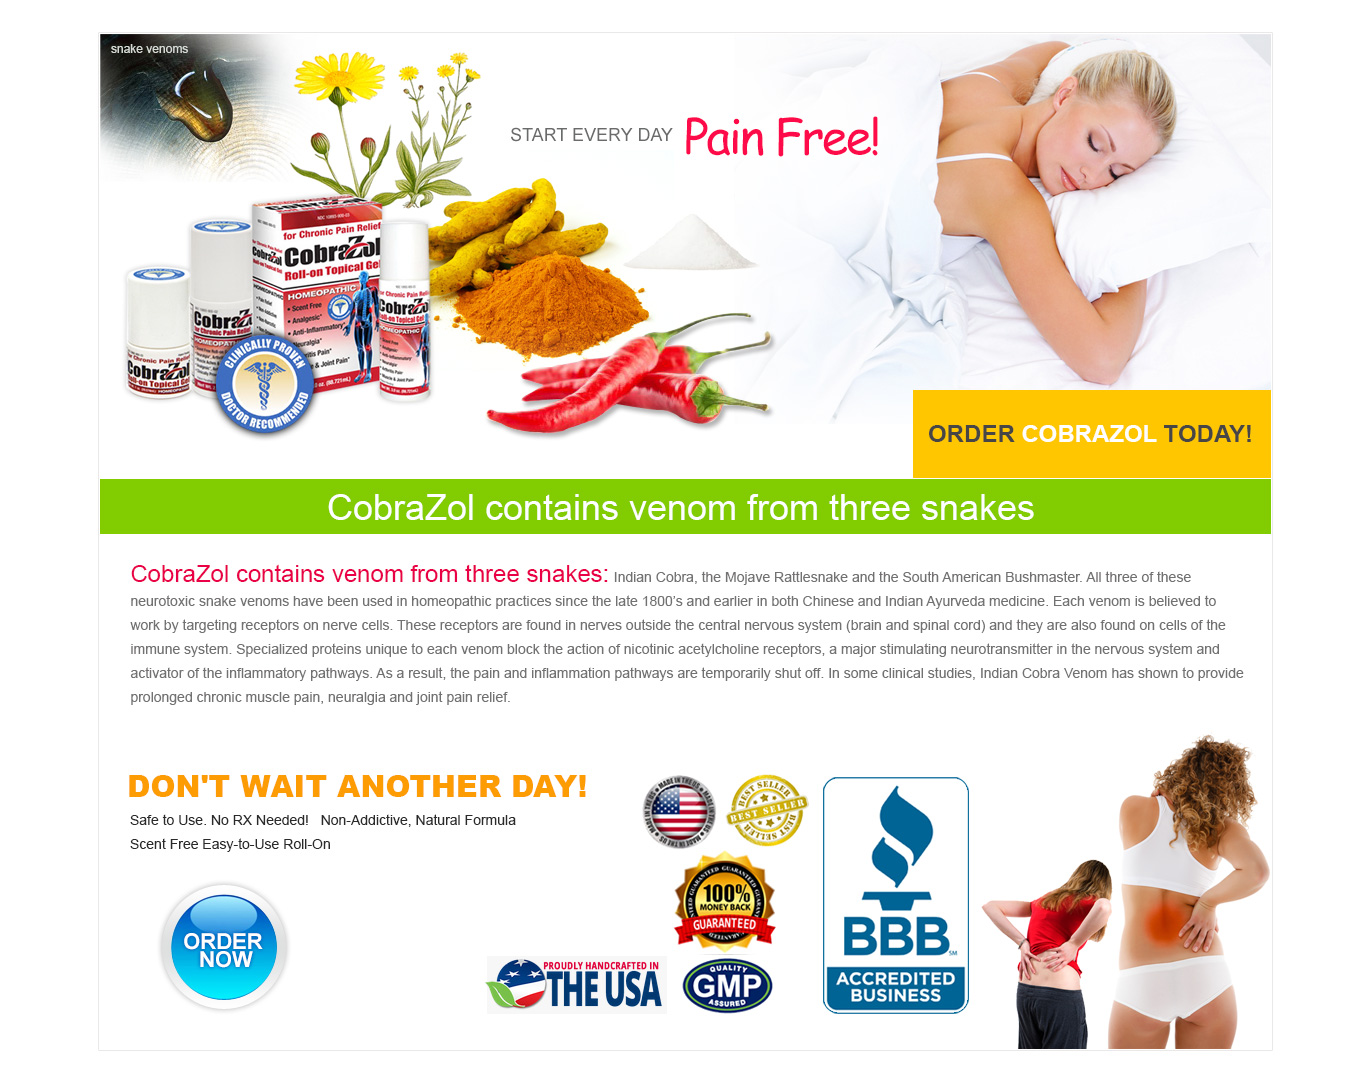 snake venoms
START EVERY DAY Pain Free!
for Chronic Pain Relief
CobraZol
Roll-on Topical Gel
HOMEOPATHIC
Scent Free
Analgesic*
Anti-Inflammatory*
CLINICALLY PROVEN
DOCTOR RECOMMENDED
ORDER COBRAZOL TODAY!
CobraZol contains venom from three snakes
CobraZol contains venom from three snakes: Indian Cobra, the Mojave Rattlesnake and the South American Bushmaster. All three of these
neurotoxic snake venoms have been used in homeopathic practices since the late 1800's and earlier in both Chinese and Indian Ayurveda medicine. Each venom is believed to
work by targeting receptors on nerve cells. These receptors are found in nerves outside the central nervous system (brain and spinal cord) and they are also found on cells of the
immune system. Specialized proteins unique to each venom block the action of nicotinic acetylcholine receptors, a major stimulating neurotransmitter in the nervous system and
activator of the inflammatory pathways. As a result, the pain and inflammation pathways are temporarily shut off. In some clinical studies, Indian Cobra Venom has shown to provide
prolonged chronic muscle pain, neuralgia and joint pain relief.
DON'T WAIT ANOTHER DAY!
Safe to Use. No RX Needed! Non-Addictive, Natural Formula
Scent Free Easy-to-Use Roll-On
ORDER
NOW
MADE IN THE US
BEST SELLER
BEST SELLER
BEST SELLER
GUARANTEED GUARANTEED
100%
MONEY BACK
GUARANTEED
PROUDLY HANDCRAFTED IN
THE USA
QUALITY
GMP
ASSURED
BBB
SM
ACCREDITED
BUSINESS